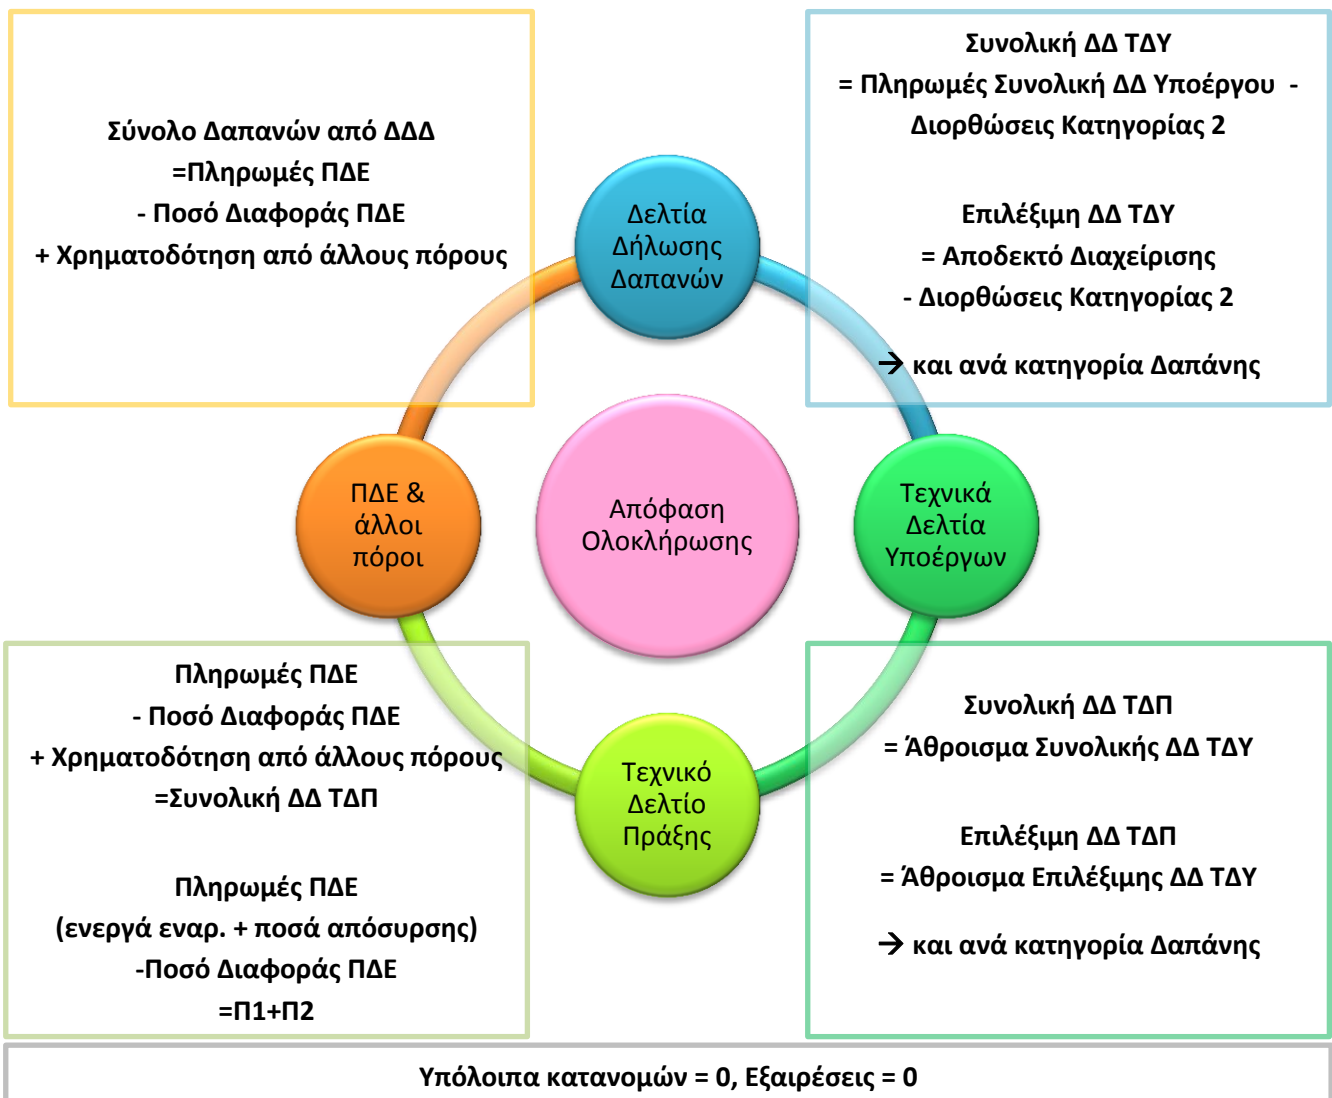 Σύνολο Δαπανών από ΔΔΔ
=Πληρωμές ΠΔΕ
- Ποσό Διαφοράς ΠΔΕ
+ Χρηματοδότηση από άλλους πόρους
Συνολική ΔΔ ΤΔΥ
= Πληρωμές Συνολική ΔΔ Υποέργου -
Διορθώσεις Κατηγορίας 2
Επιλέξιμη ΔΔ ΤΔΥ
= Αποδεκτό Διαχείρισης
- Διορθώσεις Κατηγορίας 2
→ και ανά κατηγορία Δαπάνης
Δελτία
Δήλωσης
Δαπανών
ΠΔΕ &
άλλοι
πόροι
Απόφαση
Ολοκλήρωσης
Τεχνικά
Δελτία
Υποέργων
Τεχνικό
Δελτίο
Πράξης
Πληρωμές ΠΔΕ
- Ποσό Διαφοράς ΠΔΕ
+ Χρηματοδότηση από άλλους πόρους
=Συνολική ΔΔ ΤΔΠ
Πληρωμές ΠΔΕ
(ενεργά εναρ. + ποσά απόσυρσης)
-Ποσό Διαφοράς ΠΔΕ
=Π1+Π2
Συνολική ΔΔ ΤΔΠ
= Άθροισμα Συνολικής ΔΔ ΤΔΥ
Επιλέξιμη ΔΔ ΤΔΠ
= Άθροισμα Επιλέξιμης ΔΔ ΤΔΥ
→ και ανά κατηγορία Δαπάνης
Υπόλοιπα κατανομών = 0, Εξαιρέσεις = 0